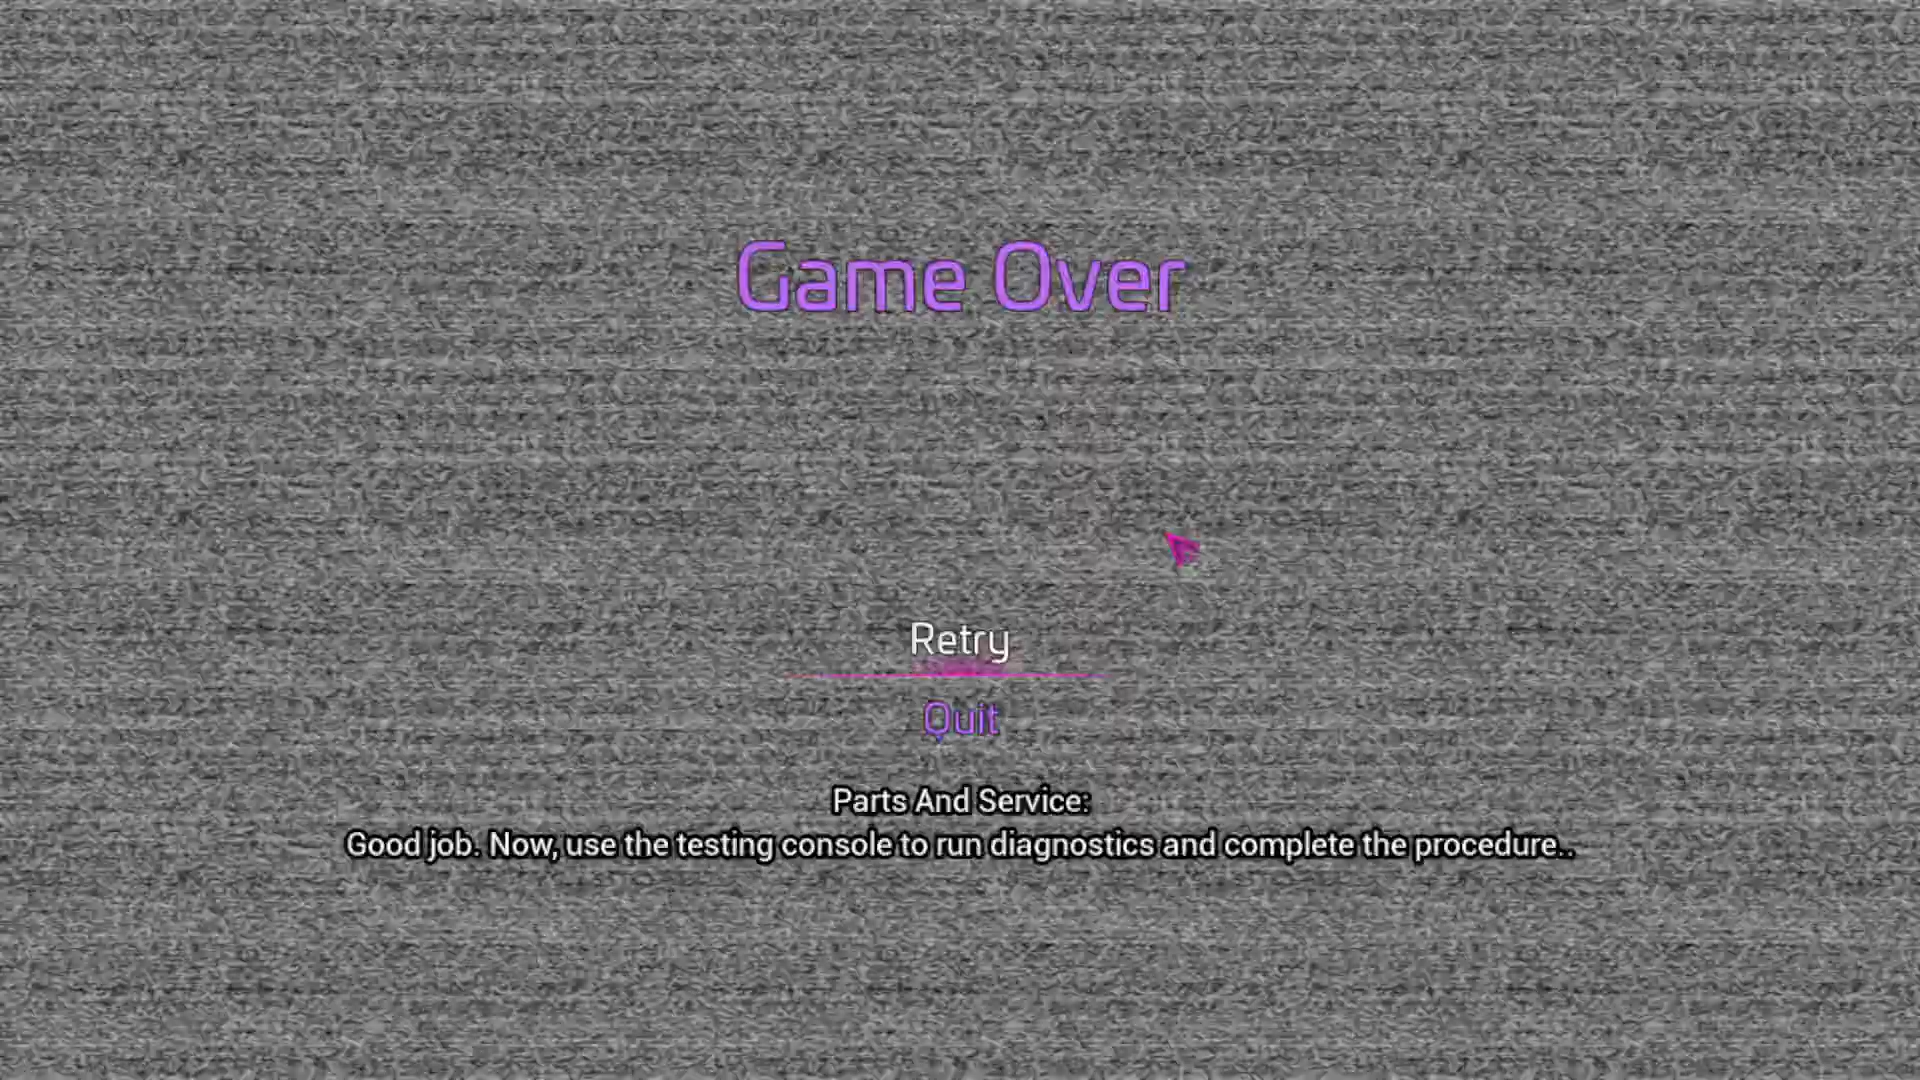 Game Over
Retry
Quit
Parts And Service:
Good job. Now, use the testing console to run diagnostics and complete the procedure..